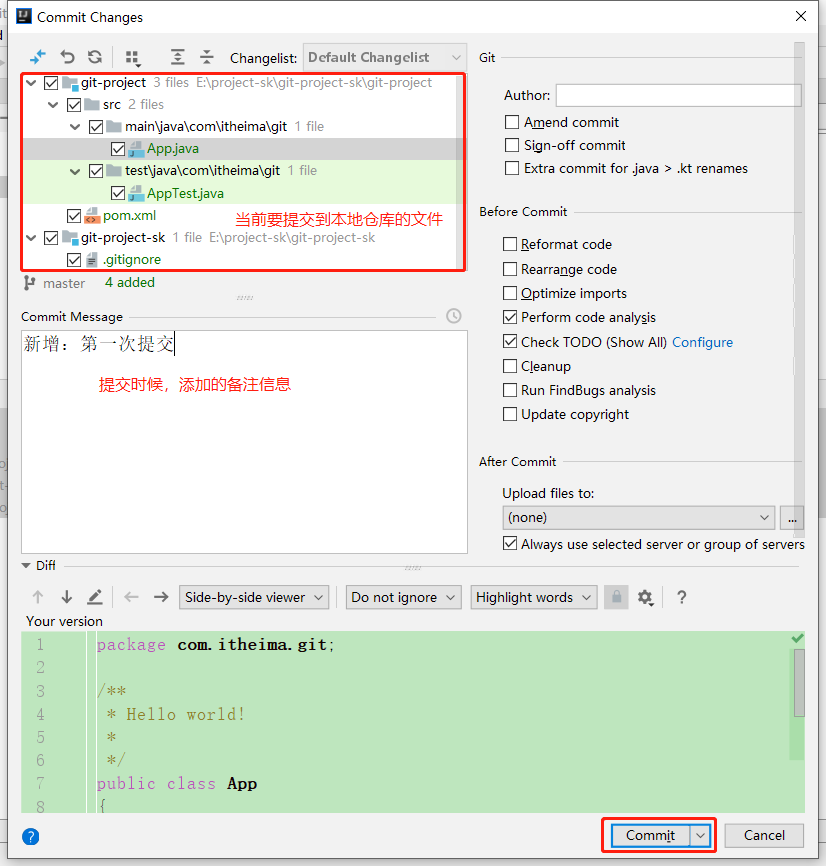 Commit Changes
Changelist: Default Changelist
git-project 3 files E:\project-sk\git-project-sk\git-project
src 2 files
main\java\com\itheima\git 1 file
App.java
test\java\com\itheima\git 1 file
AppTest.java
pom.xml
当前要提交到本地仓库的文件
git-project-sk 1 file E:\project-sk\git-project-sk
.gitignore
master 4 added
Commit Message
新增：第一次提交
提交时候，添加的备注信息
Git
Author:
Amend commit
Sign-off commit
Extra commit for .java > .kt renames
Before Commit
Reformat code
Rearrange code
Optimize imports
Perform code analysis
Check TODO (Show All) Configure
Cleanup
Run FindBugs analysis
Update copyright
After Commit
Upload files to:
(none) ...
Always use selected server or group of servers
Diff
Side-by-side viewer Do not ignore Highlight words ?
Your version
1 package com.itheima.git;
2
3 /**
4 * Hello world!
5 *
6 */
7 public class App
8 {
? Commit Cancel